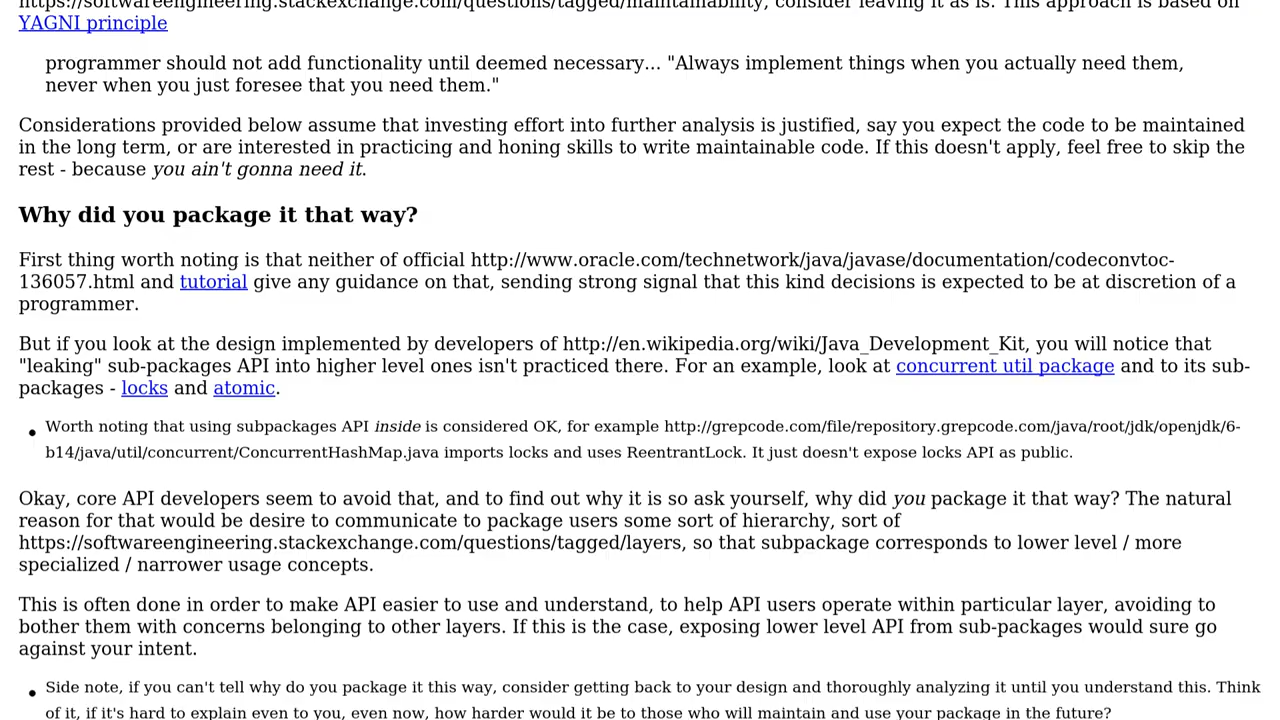 https://softwareengineering.stackexchange.com/questions/tagged/maintainability, consider leaving it as is. This approach is based on
YAGNI principle
programmer should not add functionality until deemed necessary... "Always implement things when you actually need them,
never when you just foresee that you need them."
Considerations provided below assume that investing effort into further analysis is justified, say you expect the code to be maintained
in the long term, or are interested in practicing and honing skills to write maintainable code. If this doesn't apply, feel free to skip the
rest - because you ain't gonna need it.
Why did you package it that way?
First thing worth noting is that neither of official http://www.oracle.com/technetwork/java/javase/documentation/codeconvtoc-
136057.html and tutorial give any guidance on that, sending strong signal that this kind decisions is expected to be at discretion of a
programmer.
But if you look at the design implemented by developers of http://en.wikipedia.org/wiki/Java_Development_Kit, you will notice that
"leaking" sub-packages API into higher level ones isn't practiced there. For an example, look at concurrent util package and to its sub-
packages - locks and atomic.
• Worth noting that using subpackages API inside is considered OK, for example http://grepcode.com/file/repository.grepcode.com/java/root/jdk/openjdk/6-
b14/java/util/concurrent/ConcurrentHashMap.java imports locks and uses ReentrantLock. It just doesn't expose locks API as public.
Okay, core API developers seem to avoid that, and to find out why it is so ask yourself, why did you package it that way? The natural
reason for that would be desire to communicate to package users some sort of hierarchy, sort of
https://softwareengineering.stackexchange.com/questions/tagged/layers, so that subpackage corresponds to lower level / more
specialized / narrower usage concepts.
This is often done in order to make API easier to use and understand, to help API users operate within particular layer, avoiding to
bother them with concerns belonging to other layers. If this is the case, exposing lower level API from sub-packages would sure go
against your intent.
• Side note, if you can't tell why do you package it this way, consider getting back to your design and thoroughly analyzing it until you understand this. Think
of it, if it's hard to explain even to you, even now, how harder would it be to those who will maintain and use your package in the future?